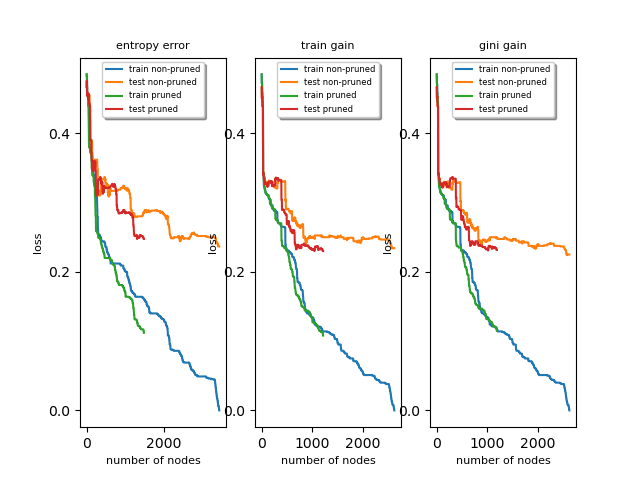 entropy error
train non-pruned
test non-pruned
train pruned
test pruned
0.4
0.2
0.0
loss
0
2000
number of nodes
train gain
train non-pruned
test non-pruned
train pruned
test pruned
0.4
0.2
0.0
loss
0
1000
2000
number of nodes
gini gain
train non-pruned
test non-pruned
train pruned
test pruned
0.4
0.2
0.0
loss
0
1000
2000
number of nodes